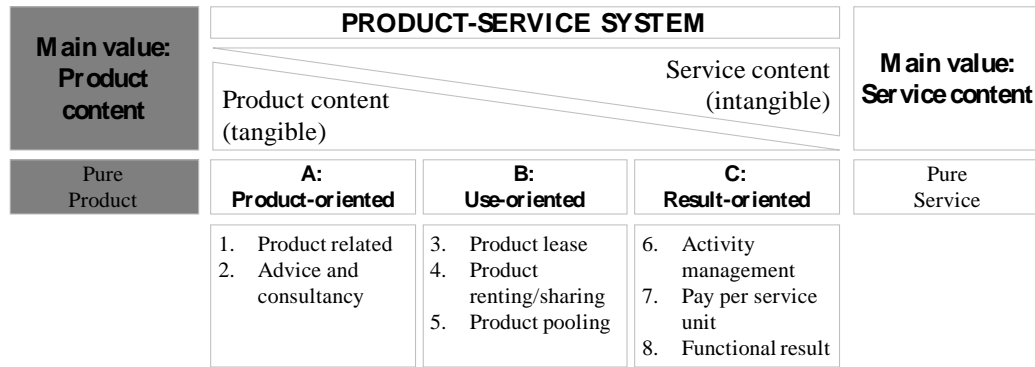 Main value:
Product
content
PRODUCT-SERVICE SYSTEM
Product content
(tangible)
Service content
(intangible)
Main value:
Service content
Pure
Product
A:
Product-oriented
B:
Use-oriented
C:
Result-oriented
Pure
Service
1. Product related
2. Advice and
consultancy
3. Product lease
4. Product
renting/sharing
5. Product pooling
6. Activity
management
7. Pay per service
unit
8. Functional result